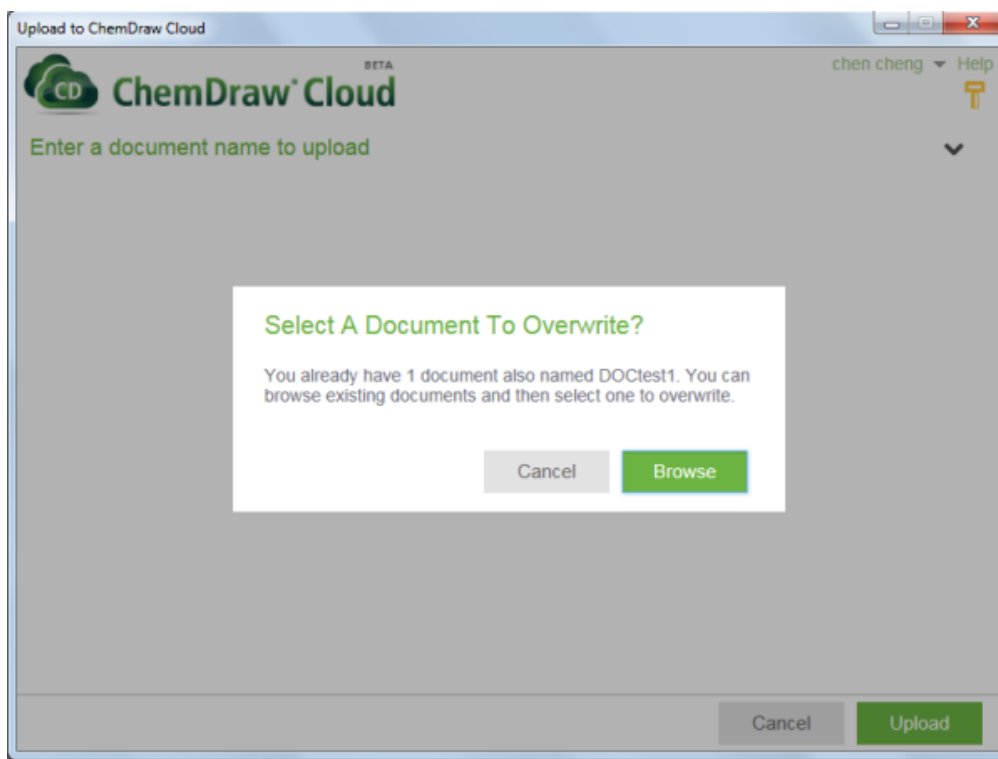 Upload to ChemDraw Cloud
BETA
chen cheng Help
CD ChemDraw® Cloud
Enter a document name to upload
Select A Document To Overwrite?
You already have 1 document also named DOCtest1. You can
browse existing documents and then select one to overwrite.
Cancel Browse
Cancel Upload